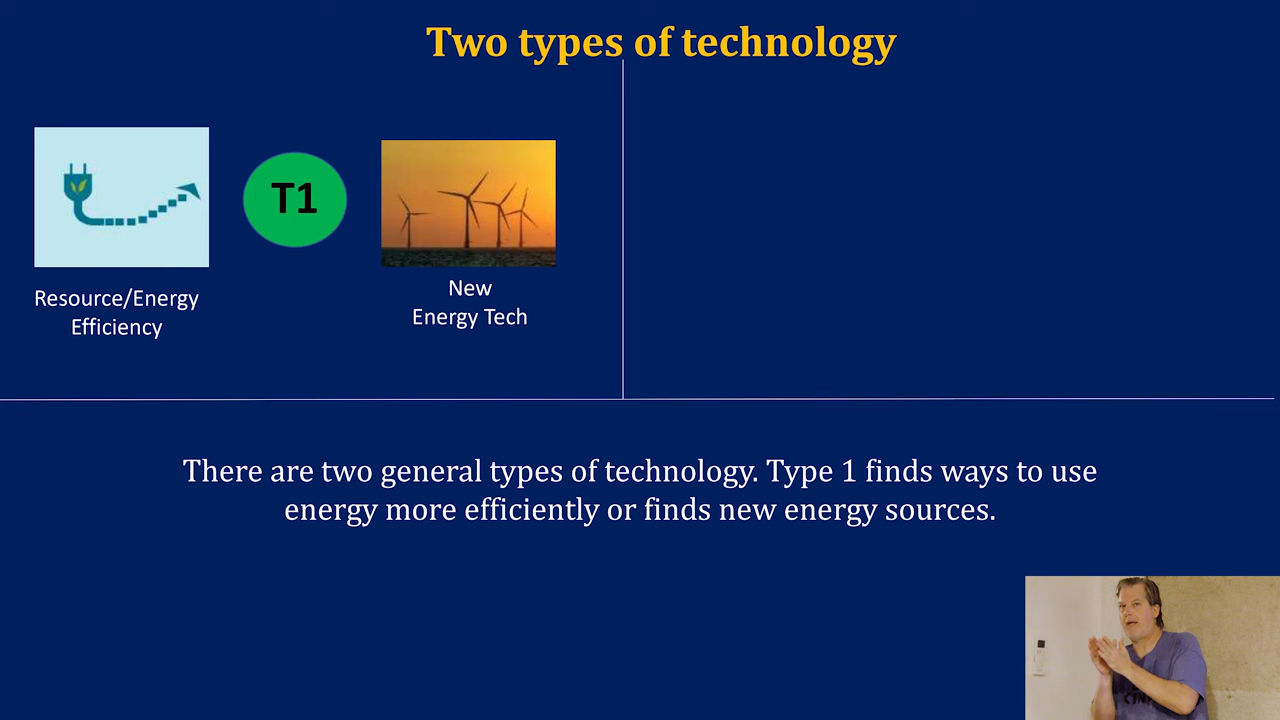 Two types of technology
T1
Resource/Energy
Efficiency
New
Energy Tech
There are two general types of technology. Type 1 finds ways to use
energy more efficiently or finds new energy sources.